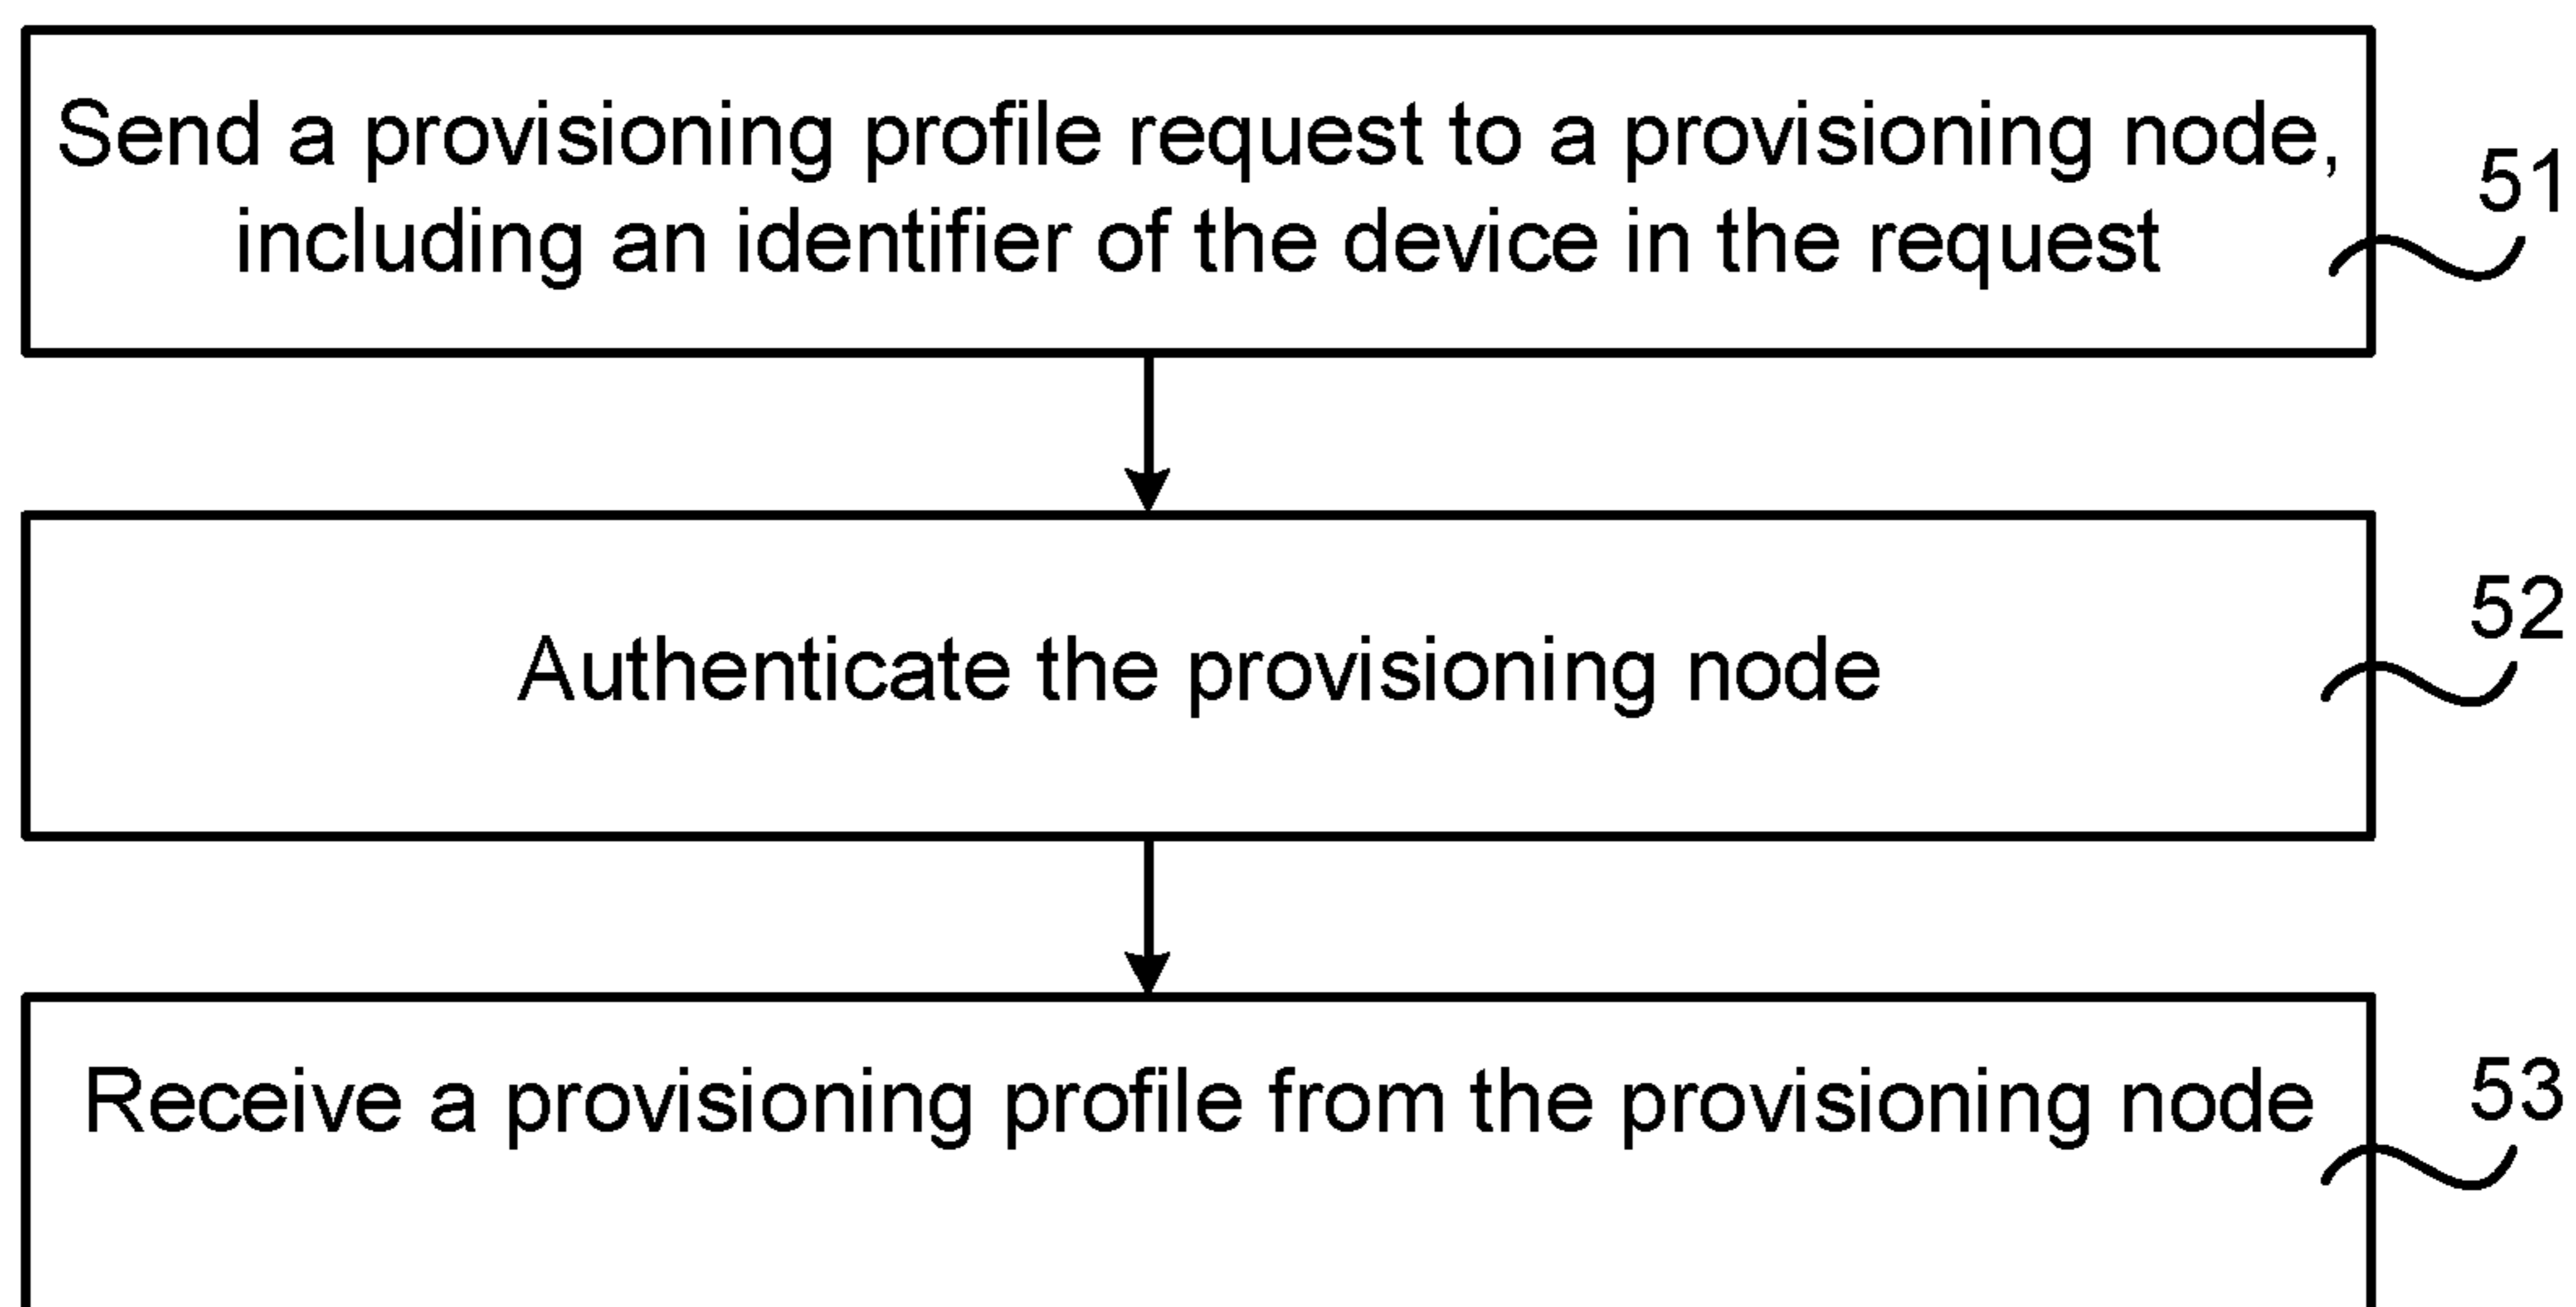 Send a provisioning profile request to a provisioning node,
including an identifier of the device in the request
51
Authenticate the provisioning node
52
Receive a provisioning profile from the provisioning node
53